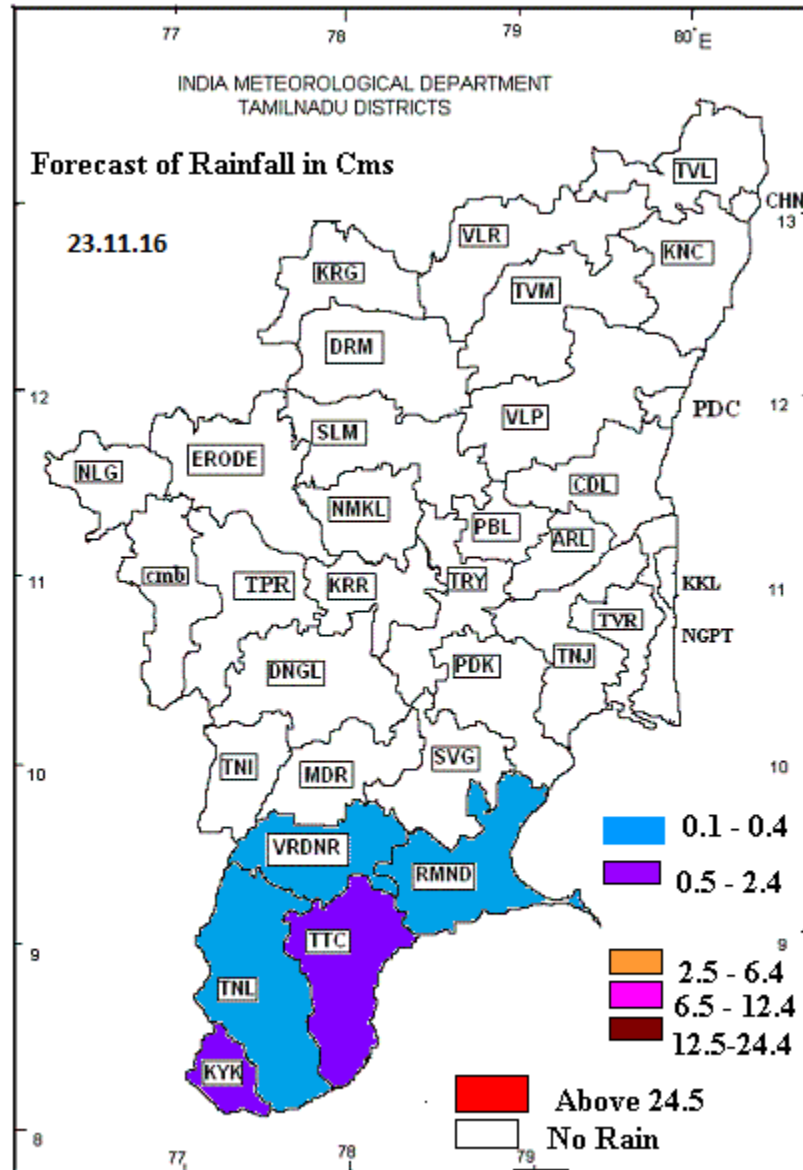 77 78 79 80°E
INDIA METEOROLOGICAL DEPARTMENT
TAMILNADU DISTRICTS
Forecast of Rainfall in Cms
TVL
CHN
13
23.11.16
VLR
KNC
KRG
TVM
DRM
12
12
PDC
VLP
SLM
ERODE
NLG
CDL
NMKL
PBL
ARL
cmb
TPR
KRR
TRY
KKL
11
11
TVR
NGPT
TNJ
PDK
DNGL
SVG
10
10
TNI
MDR
0.1 - 0.4
VRDNR
RMND
0.5 - 2.4
9
TTC
9
2.5 - 6.4
TNL
6.5 - 12.4
12.5-24.4
KYK
Above 24.5
8
No Rain
77 78 79